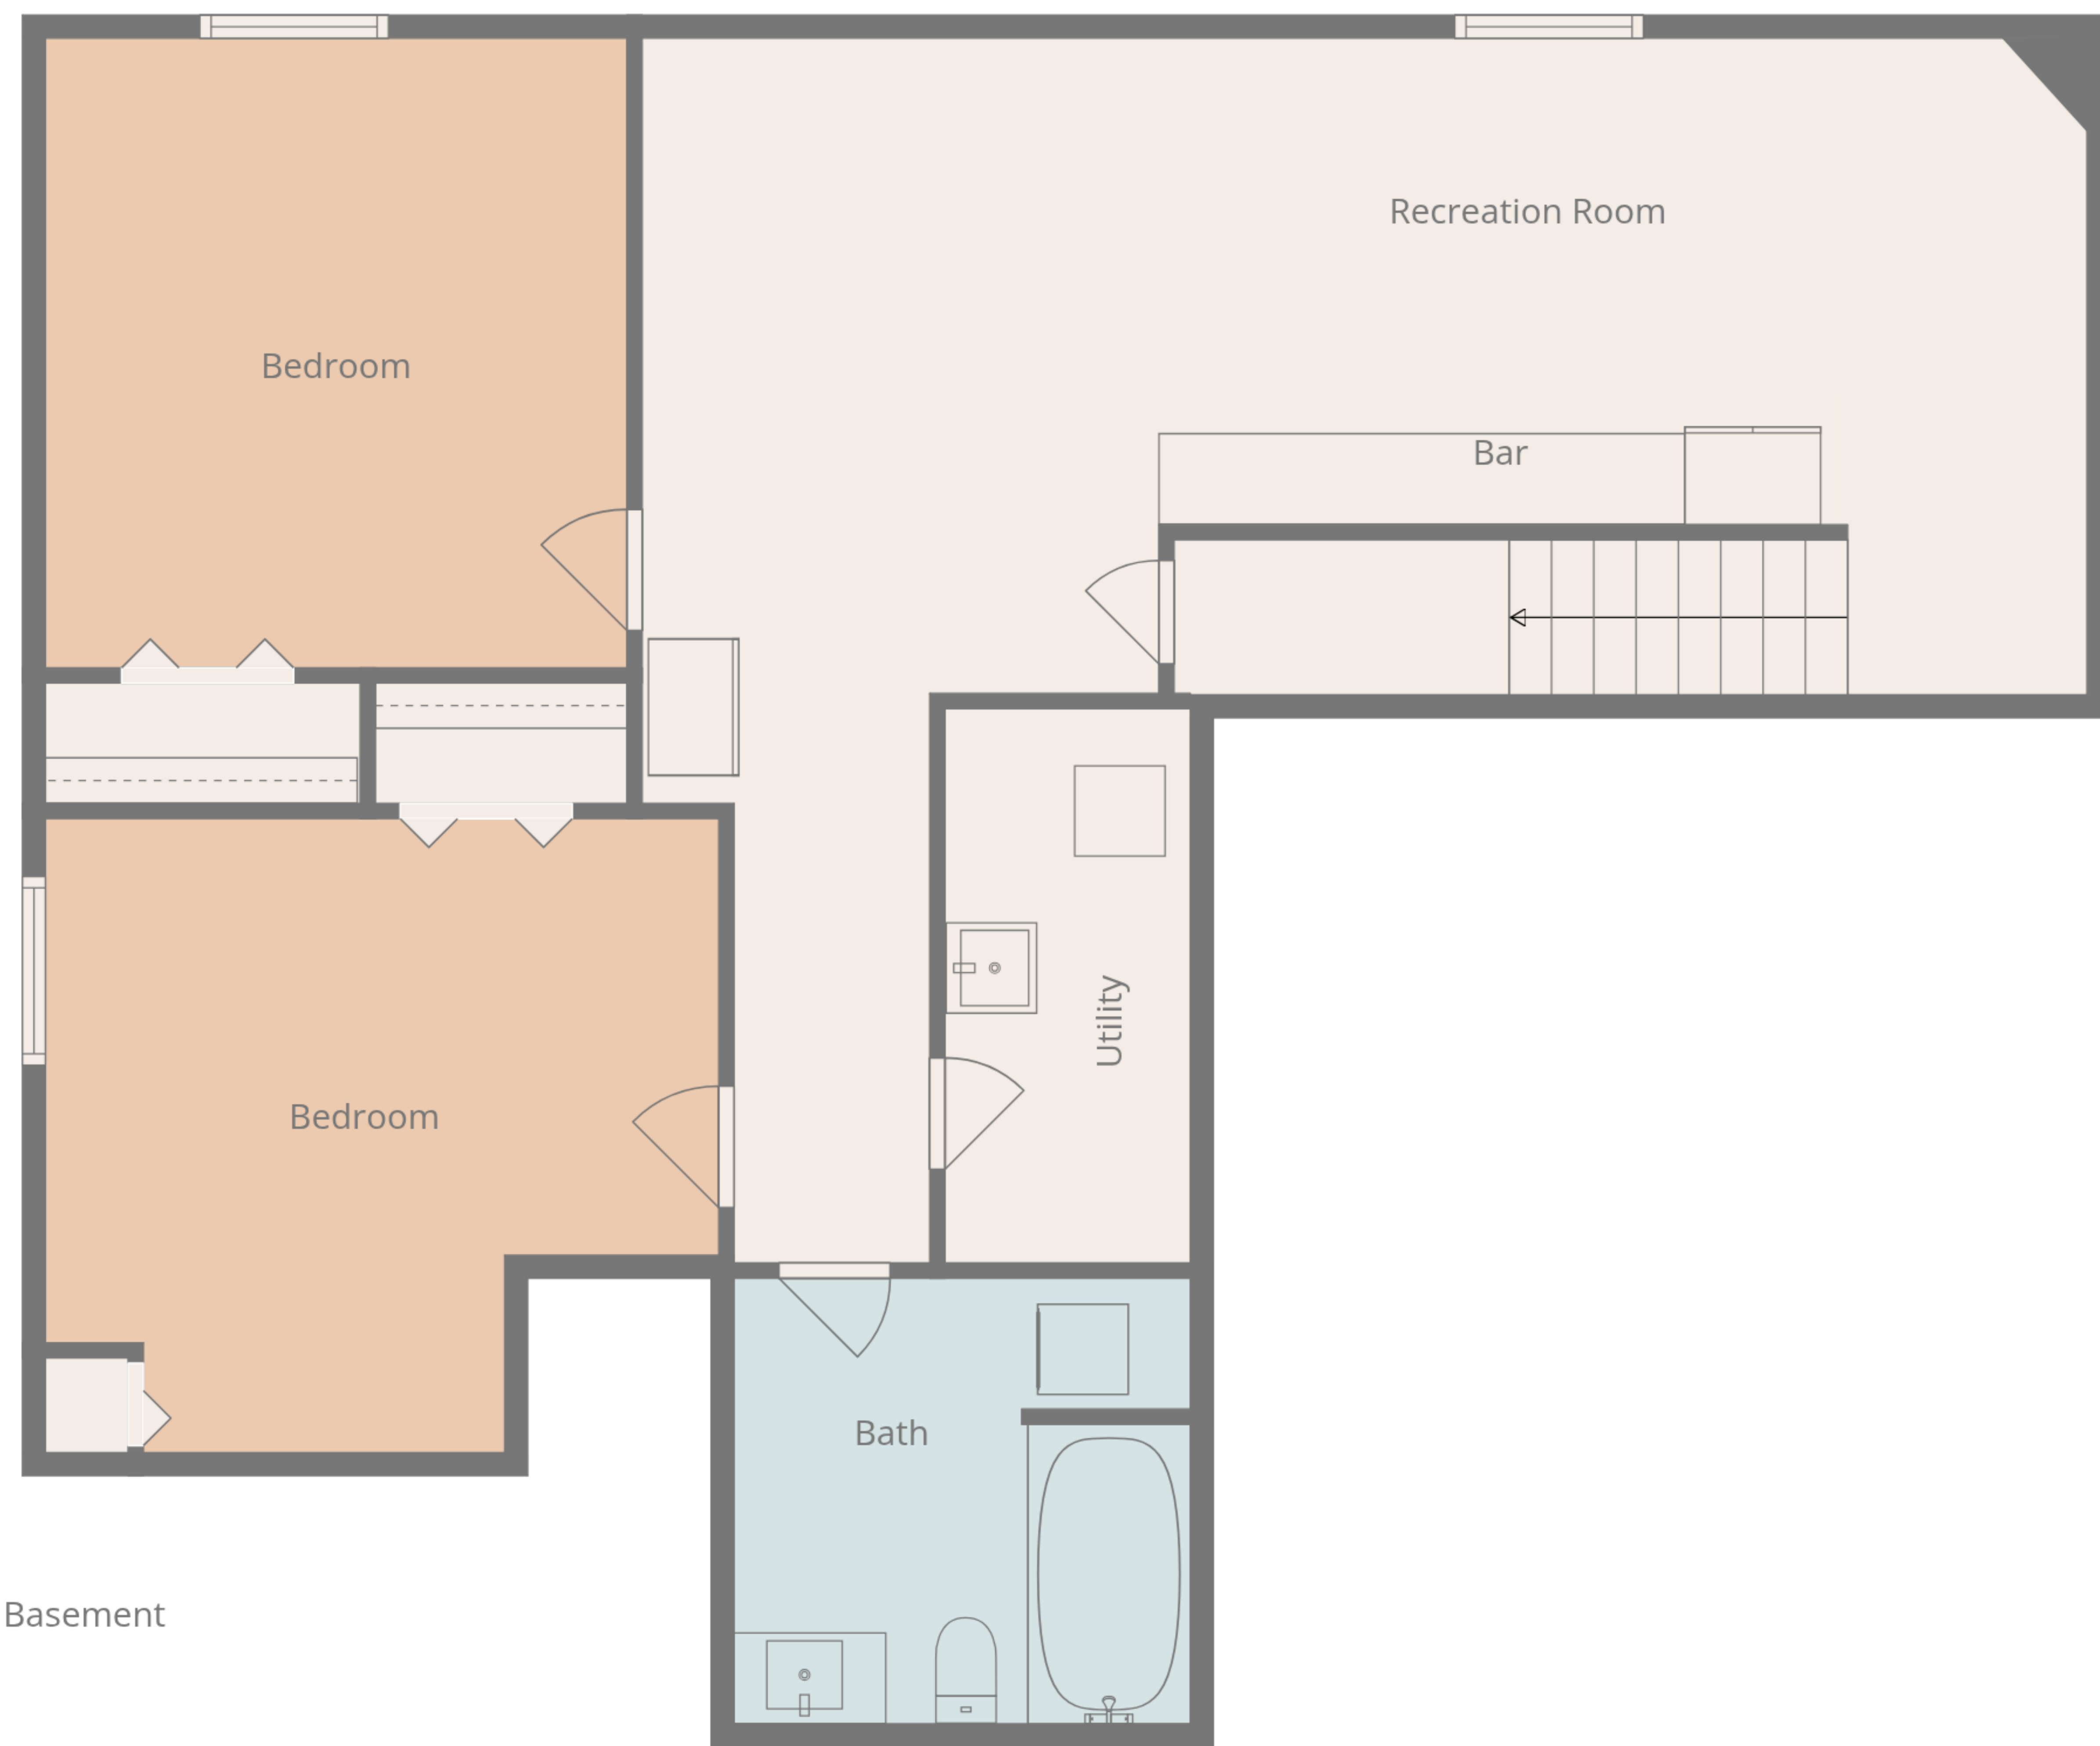 Recreation Room
Bedroom
Bar
Utility
Bedroom
Bath
Basement